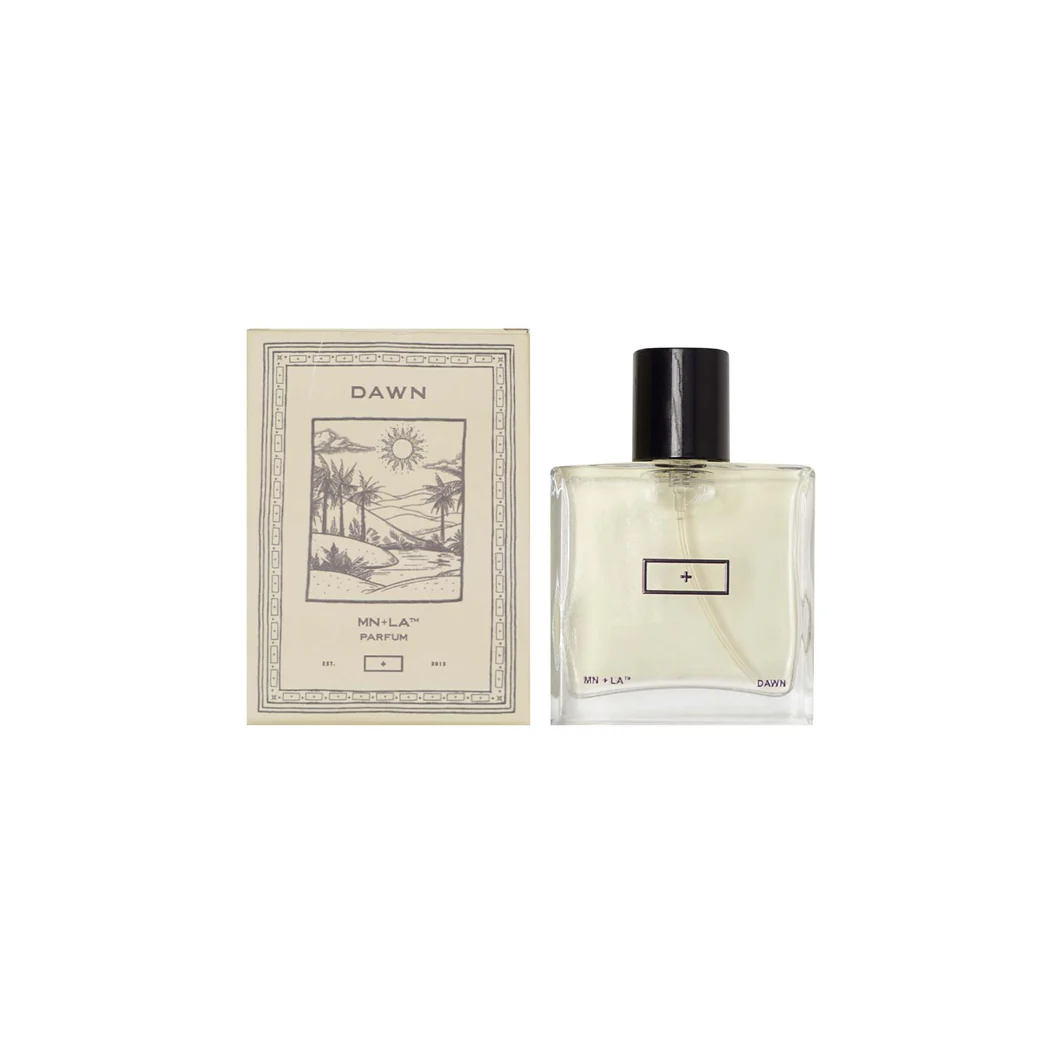 DAWN
MN+LA™
PARFUM
EST. + 2013
+
MN + LA™ DAWN